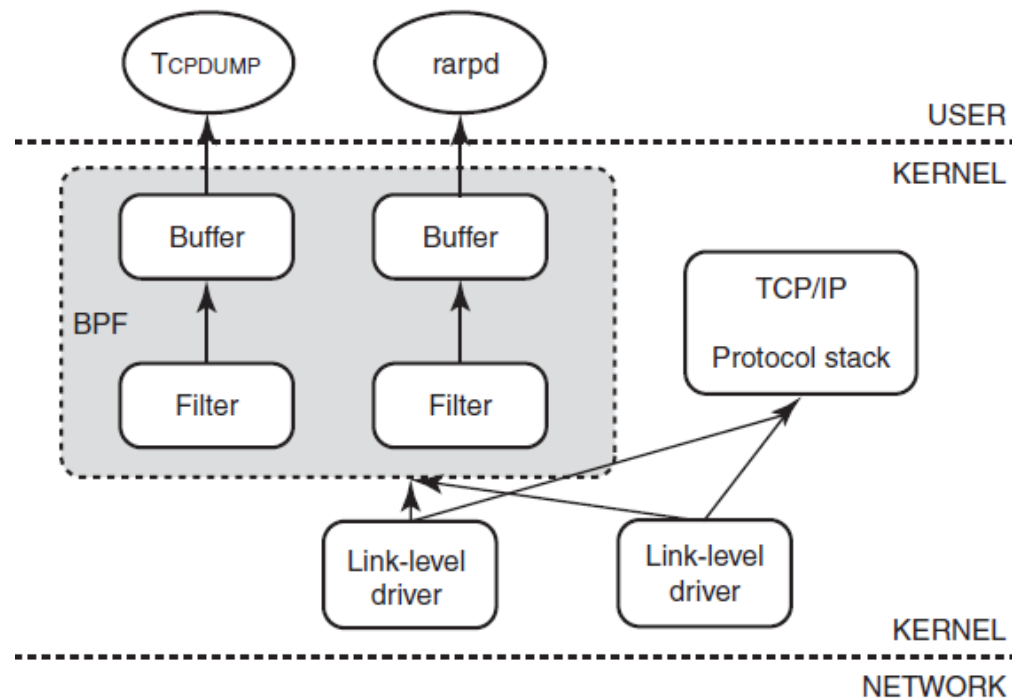 TCPDUMP
rarpd
USER
KERNEL
Buffer
Buffer
TCP/IP
Protocol stack
BPF
Filter
Filter
Link-level
driver
Link-level
driver
KERNEL
NETWORK